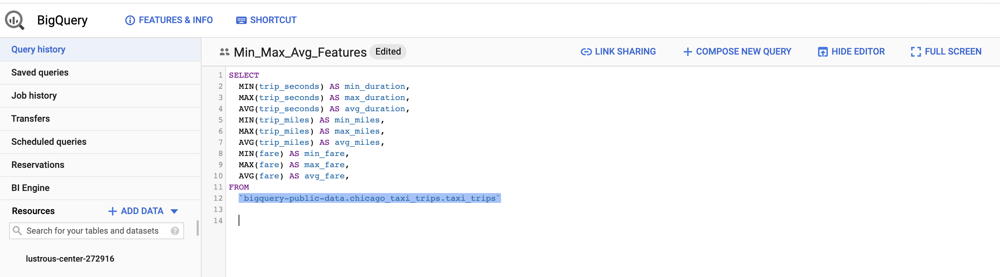 BigQuery FEATURES & INFO SHORTCUT
Query history
Saved queries
Job history
Transfers
Scheduled queries
Reservations
BI Engine
Resources + ADD DATA
Search for your tables and datasets ?
lustrous-center-272916
Min_Max_Avg_Features Edited LINK SHARING + COMPOSE NEW QUERY HIDE EDITOR FULL SCREEN
1 SELECT
2 MIN(trip_seconds) AS min_duration,
3 MAX(trip_seconds) AS max_duration,
4 AVG(trip_seconds) AS avg_duration,
5 MIN(trip_miles) AS min_miles,
6 MAX(trip_miles) AS max_miles,
7 AVG(trip_miles) AS avg_miles,
8 MIN(fare) AS min_fare,
9 MAX(fare) AS max_fare,
10 AVG(fare) AS avg_fare,
11 FROM
12 `bigquery-public-data.chicago_taxi_trips.taxi_trips`
13
14